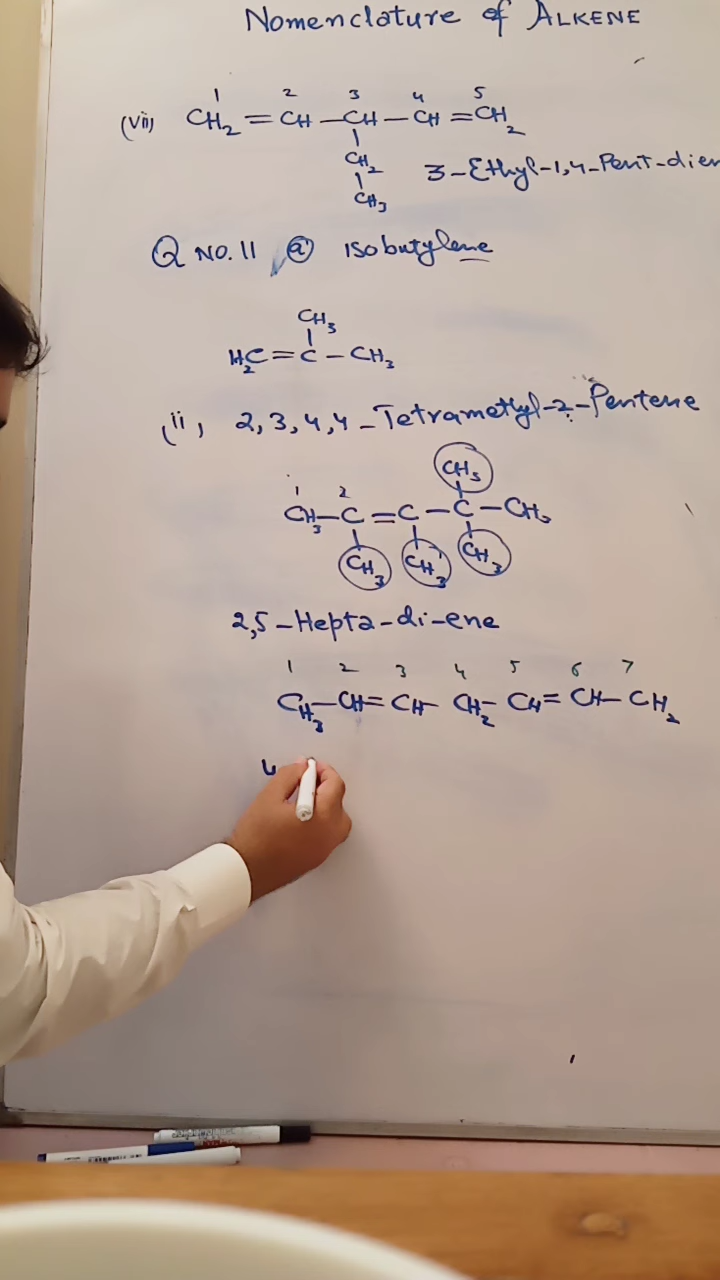 Nomenclature of ALKENE
1 2 3 4 5
(vii) CH2 = CH – CH – CH = CH2
CH2
CH3
3-Ethyl-1,4-Pent-dien
Q NO. 11 @ isobutylene
CH3
H2C = C – CH3
(ii) 2,3,4,4-Tetramethyl-2-Pentene
CH3
1 2
CH3 – C = C – C – CH3
CH3 CH3 CH3
2,5-Hepta-di-ene
1 2 3 4 5 6 7
CH3 – CH = CH – CH2 CH = CH – CH2
4